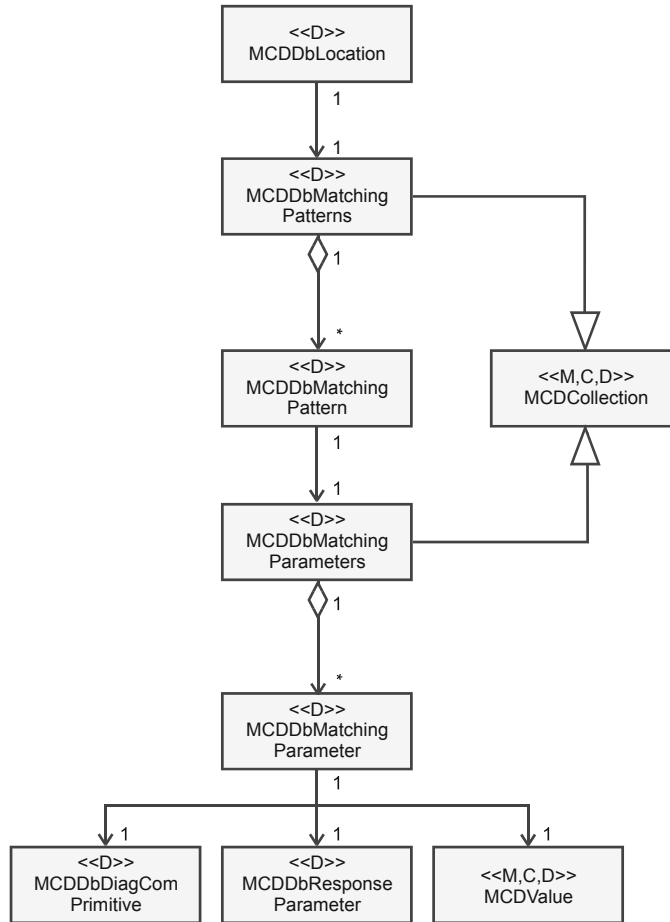 <<D>>
MCDDbLocation
1
1
<<D>>
MCDDbMatching
Patterns
1
*
<<D>>
MCDDbMatching
Pattern
<<M,C,D>>
MCDCollection
1
1
<<D>>
MCDDbMatching
Parameters
1
*
<<D>>
MCDDbMatching
Parameter
1
1
1
1
<<D>>
MCDDbDiagCom
Primitive
<<D>>
MCDDbResponse
Parameter
<<M,C,D>>
MCDValue